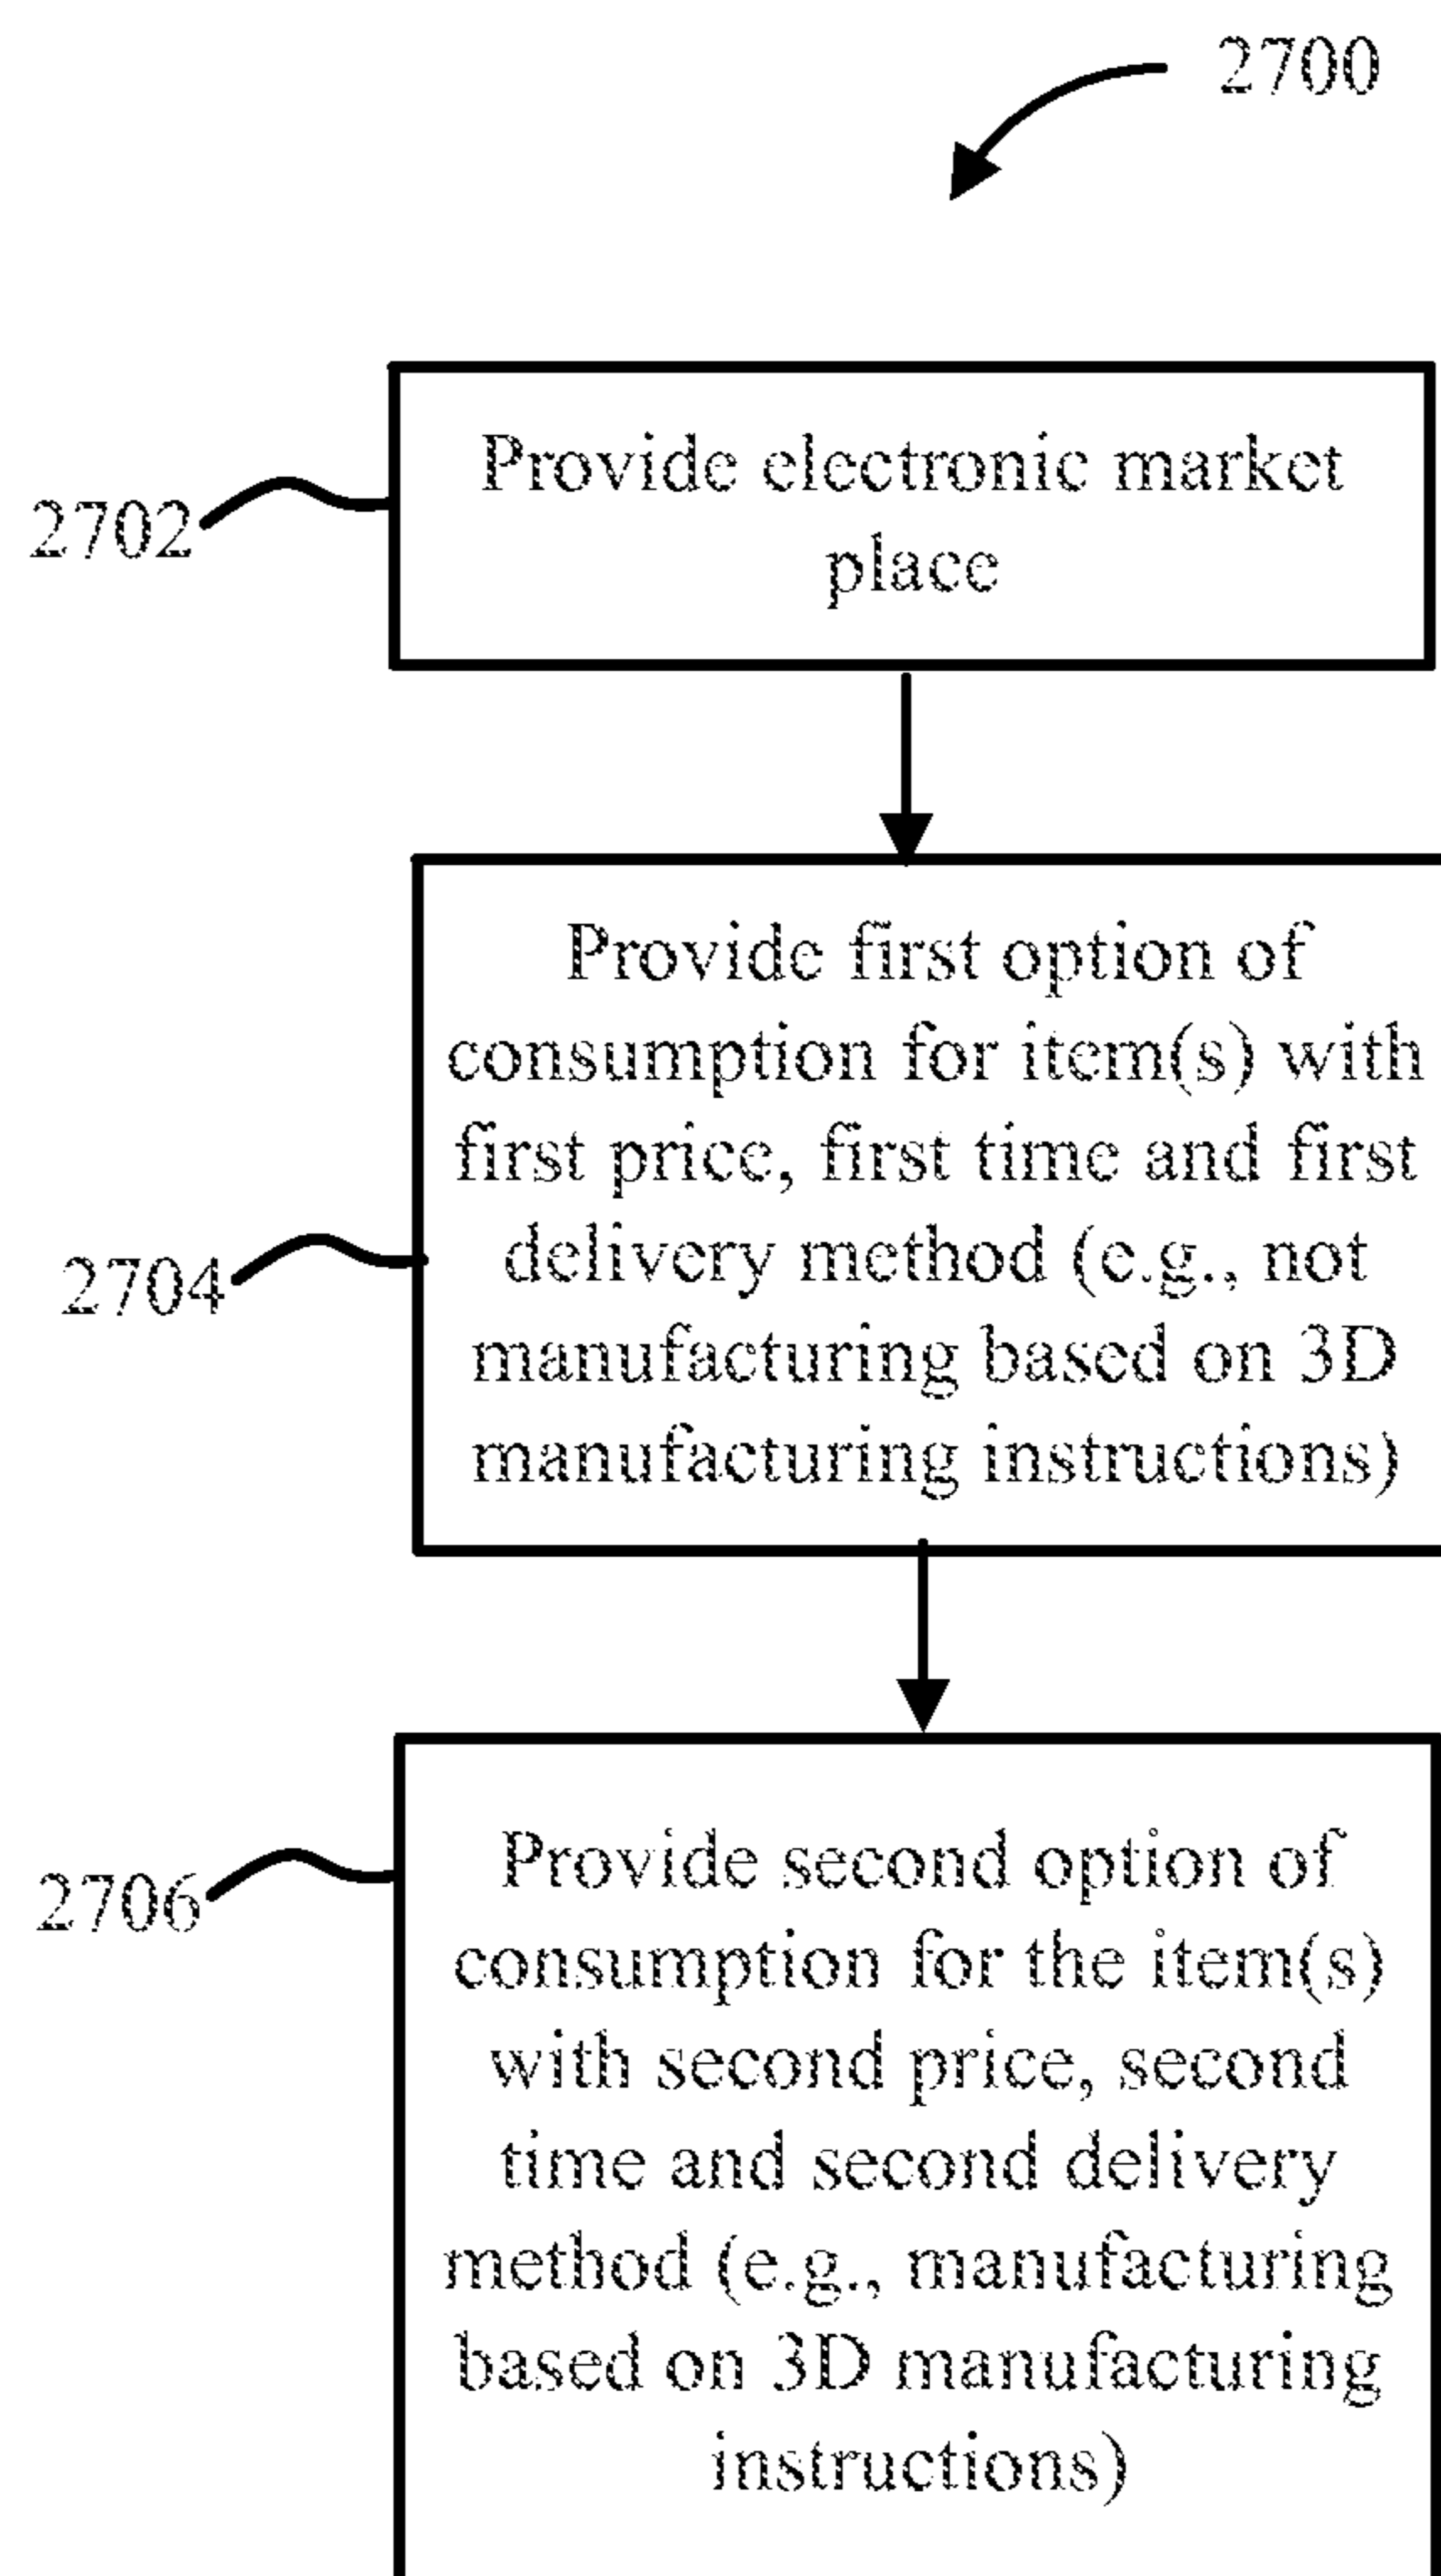 2700
Provide electronic market
place
2702
Provide first option of
consumption for item(s) with
first price, first time and first
delivery method (e.g., not
manufacturing based on 3D
manufacturing instructions)
2704
Provide second option of
consumption for the item(s)
with second price, second
time and second delivery
method (e.g., manufacturing
based on 3D manufacturing
instructions)
2706